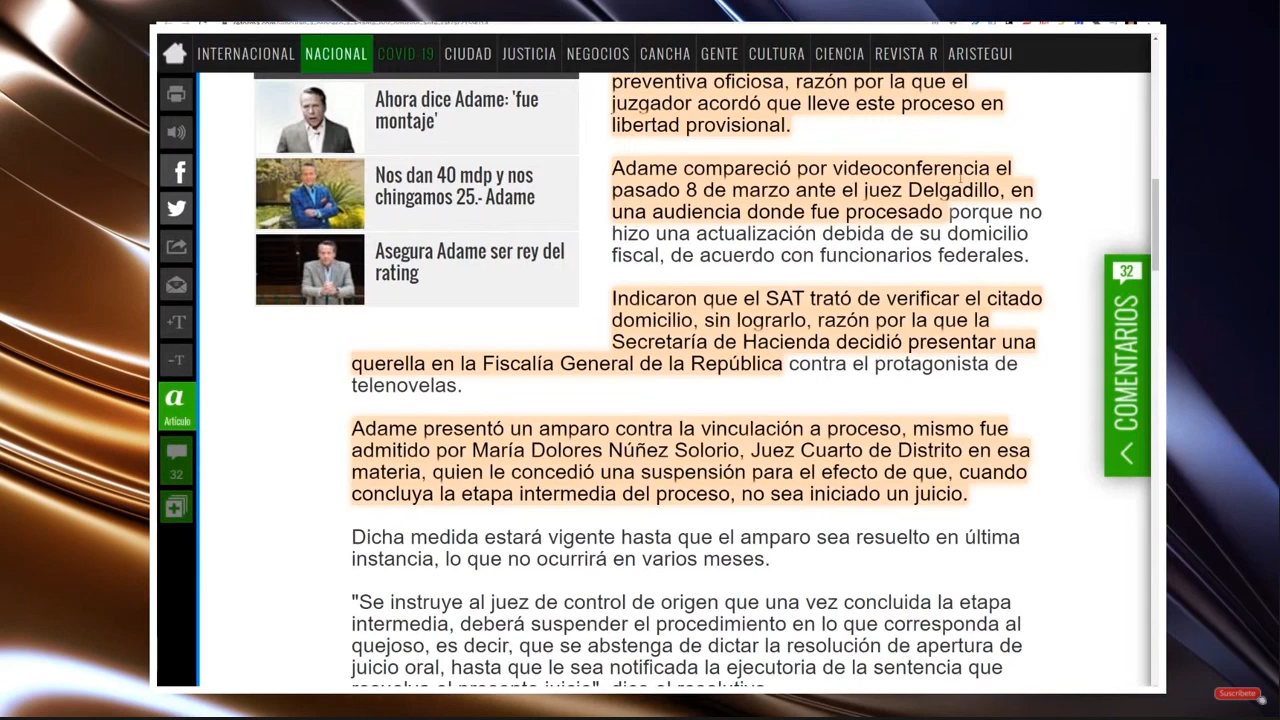 INTERNACIONAL NACIONAL COVID-19 CIUDAD JUSTICIA NEGOCIOS CANCHA GENTE CULTURA CIENCIA REVISTA R ARISTEGUI
Ahora dice Adame: 'fue
montaje'
Nos dan 40 mdp y nos
chingamos 25.- Adame
Asegura Adame ser rey del
rating
+T
-T
a
Artículo
32
preventiva oficiosa, razón por la que el
juzgador acordó que lleve este proceso en
libertad provisional.
Adame compareció por videoconferencia el
pasado 8 de marzo ante el juez Delgadillo, en
una audiencia donde fue procesado porque no
hizo una actualización debida de su domicilio
fiscal, de acuerdo con funcionarios federales.
Indicaron que el SAT trató de verificar el citado
domicilio, sin lograrlo, razón por la que la
Secretaría de Hacienda decidió presentar una
querella en la Fiscalía General de la República contra el protagonista de
telenovelas.
Adame presentó un amparo contra la vinculación a proceso, mismo fue
admitido por María Dolores Núñez Solorio, Juez Cuarto de Distrito en esa
materia, quien le concedió una suspensión para el efecto de que, cuando
concluya la etapa intermedia del proceso, no sea iniciado un juicio.
Dicha medida estará vigente hasta que el amparo sea resuelto en última
instancia, lo que no ocurrirá en varios meses.
"Se instruye al juez de control de origen que una vez concluida la etapa
intermedia, deberá suspender el procedimiento en lo que corresponda al
quejoso, es decir, que se abstenga de dictar la resolución de apertura de
juicio oral, hasta que le sea notificada la ejecutoria de la sentencia que
32
COMENTARIOS
Suscríbete